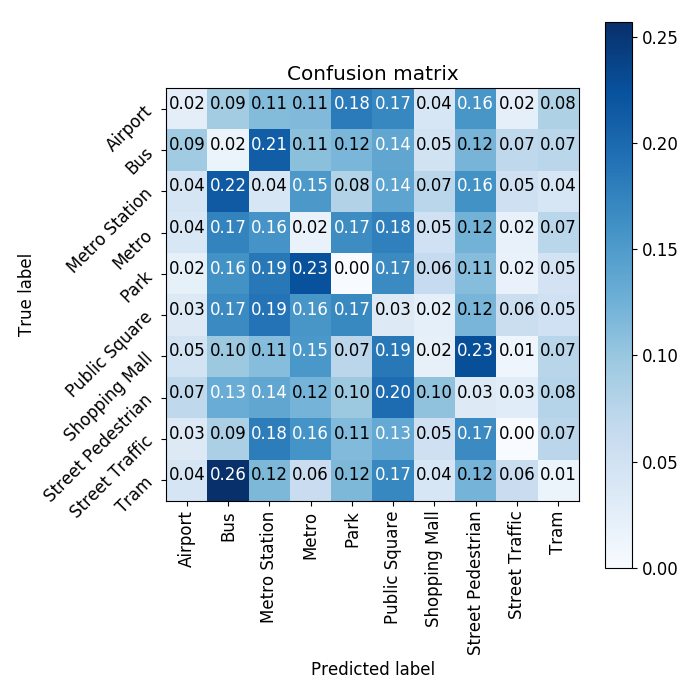 Confusion matrix
Airport 0.02 0.09 0.11 0.11 0.18 0.17 0.04 0.16 0.02 0.08
Bus 0.09 0.02 0.21 0.11 0.12 0.14 0.05 0.12 0.07 0.07
Metro Station 0.04 0.22 0.04 0.15 0.08 0.14 0.07 0.16 0.05 0.04
Metro 0.04 0.17 0.16 0.02 0.17 0.18 0.05 0.12 0.02 0.07
Park 0.02 0.16 0.19 0.23 0.00 0.17 0.06 0.11 0.02 0.05
Public Square 0.03 0.17 0.19 0.16 0.17 0.03 0.02 0.12 0.06 0.05
Shopping Mall 0.05 0.10 0.11 0.15 0.07 0.19 0.02 0.23 0.01 0.07
Street Pedestrian 0.07 0.13 0.14 0.12 0.10 0.20 0.10 0.03 0.03 0.08
Street Traffic 0.03 0.09 0.18 0.16 0.11 0.13 0.05 0.17 0.00 0.07
Tram 0.04 0.26 0.12 0.06 0.12 0.17 0.04 0.12 0.06 0.01
Airport
Bus
Metro Station
Metro
Park
Public Square
Shopping Mall
Street Pedestrian
Street Traffic
Tram
True label
Predicted label
0.25
0.20
0.15
0.10
0.05
0.00